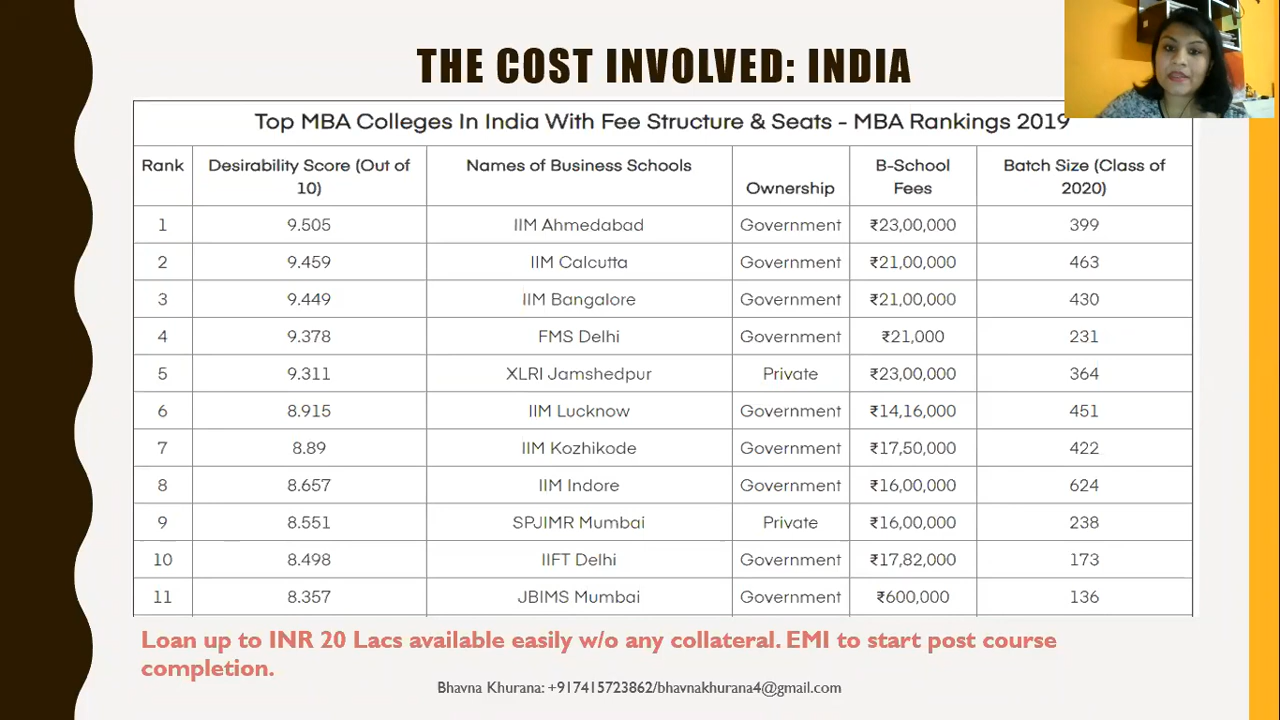 THE COST INVOLVED: INDIA
Top MBA Colleges In India With Fee Structure & Seats - MBA Rankings 2019
Rank Desirability Score (Out of 10) Names of Business Schools Ownership B-School Fees Batch Size (Class of 2020)
1 9.505 IIM Ahmedabad Government ₹23,00,000 399
2 9.459 IIM Calcutta Government ₹21,00,000 463
3 9.449 IIM Bangalore Government ₹21,00,000 430
4 9.378 FMS Delhi Government ₹21,000 231
5 9.311 XLRI Jamshedpur Private ₹23,00,000 364
6 8.915 IIM Lucknow Government ₹14,16,000 451
7 8.89 IIM Kozhikode Government ₹17,50,000 422
8 8.657 IIM Indore Government ₹16,00,000 624
9 8.551 SPJIMR Mumbai Private ₹16,00,000 238
10 8.498 IIFT Delhi Government ₹17,82,000 173
11 8.357 JBIMS Mumbai Government ₹600,000 136
Loan up to INR 20 Lacs available easily w/o any collateral. EMI to start post course
completion.
Bhavna Khurana: +917415723862/bhavnakhurana4@gmail.com